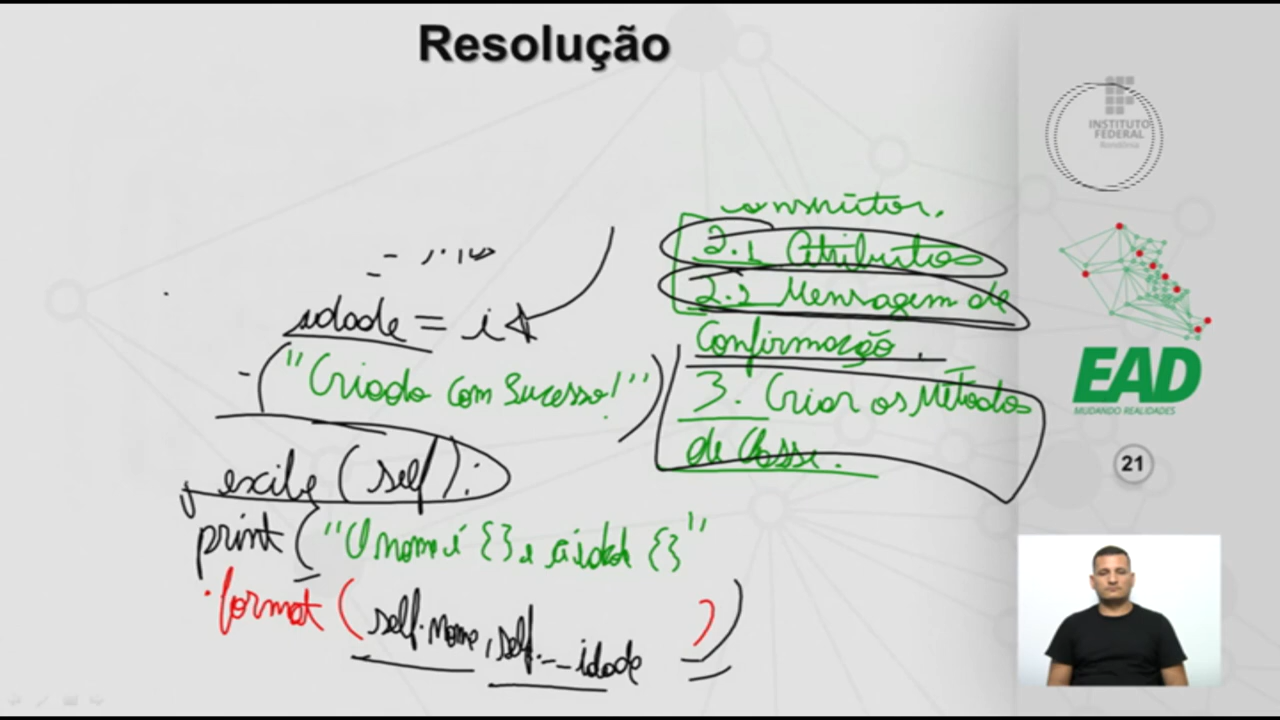 Resolução
construtor.
2.1 Atributos
2.2 Mensagem de
Confirmação.
3. Criar os Métodos
de Classe.
idade = i
("Criado com Sucesso!")
exibe (self):
print("O nome é {} e a idade {}"
.format(self.nome, self.__idade))
INSTITUTO
FEDERAL
Rondônia
EAD
MUDANDO REALIDADES
21